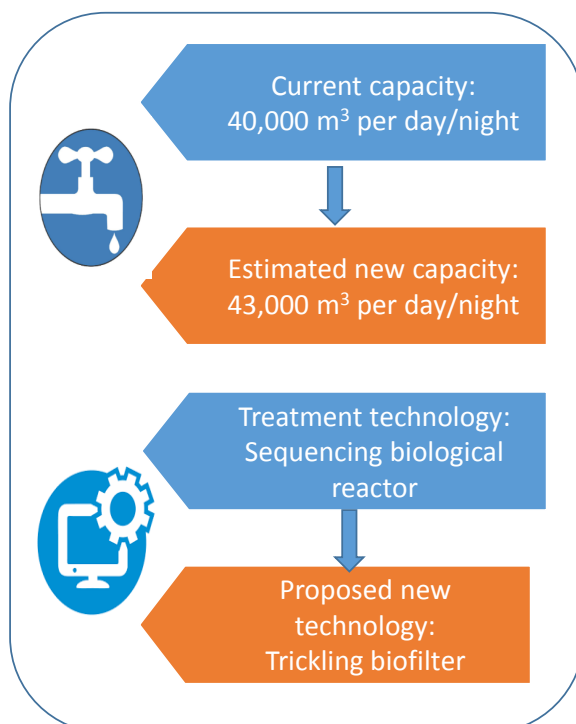 Current capacity:
40,000 m³ per day/night
Estimated new capacity:
43,000 m³ per day/night
Treatment technology:
Sequencing biological
reactor
Proposed new
technology:
Trickling biofilter